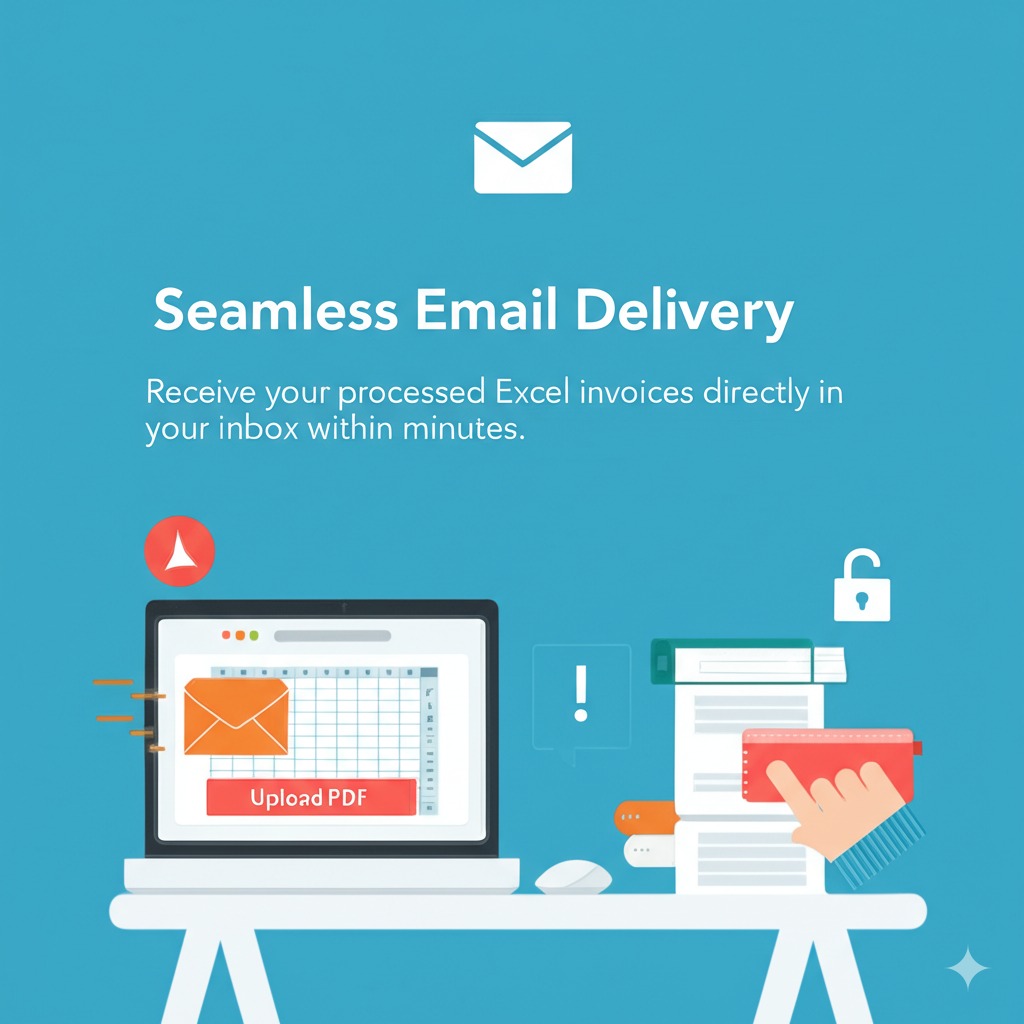 Seamless Email Delivery
Receive your processed Excel invoices directly in
your inbox within minutes.
!
Upload PDF